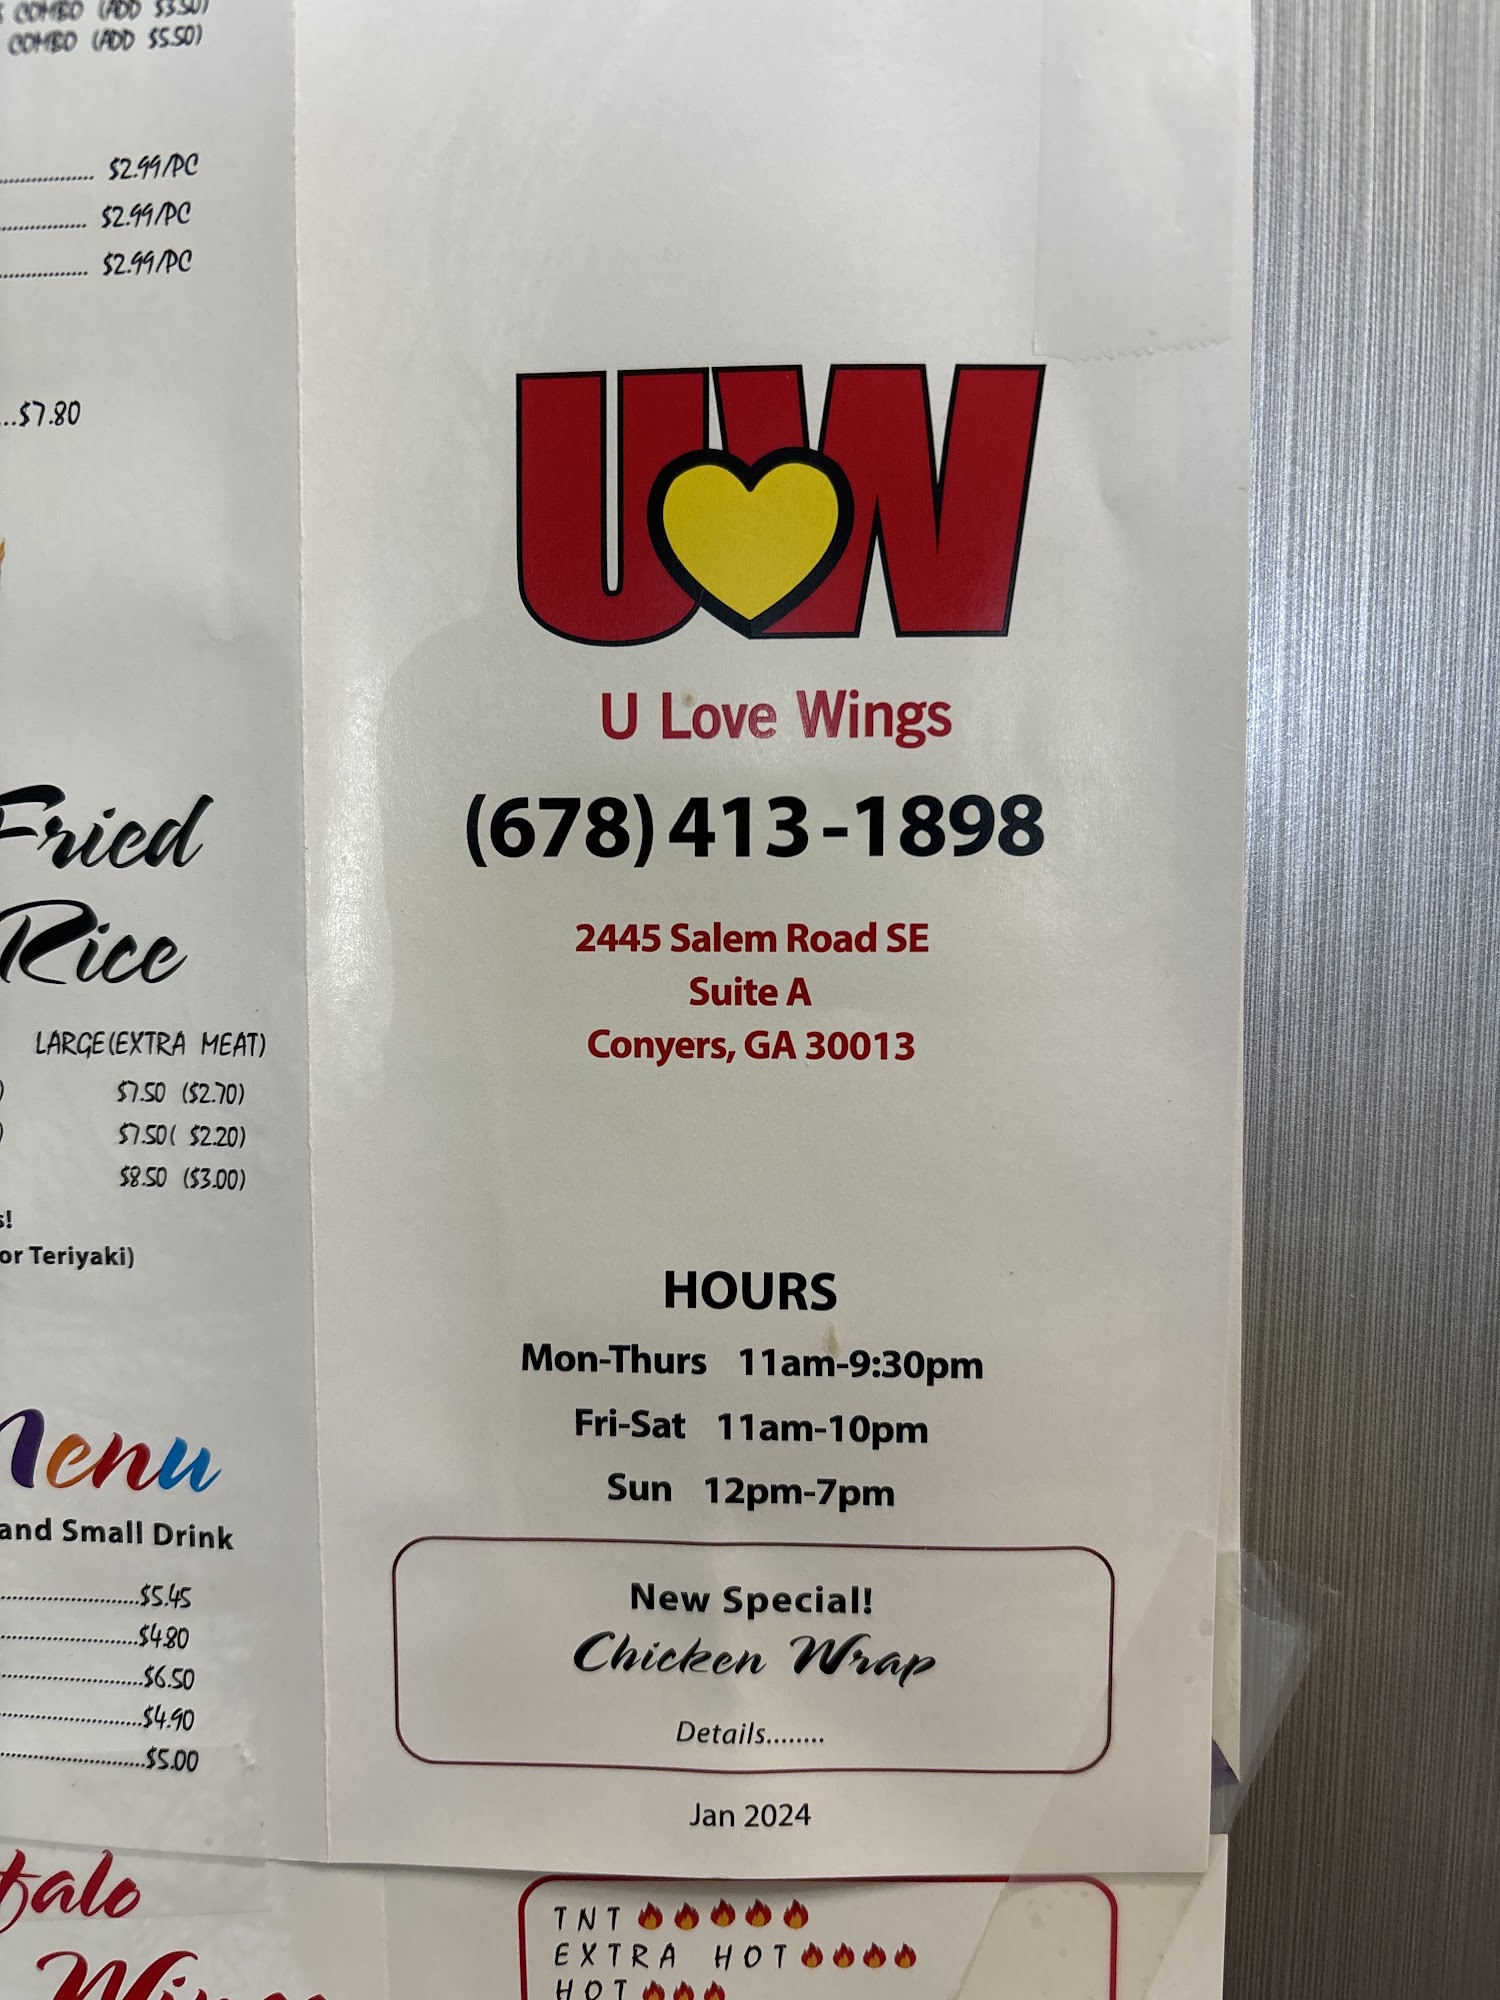 COMBO (ADD $3.50)
COMBO (ADD $5.50)
$2.99/PC
$2.99/PC
$2.99/PC
...$7.80
Fried
Rice
LARGE(EXTRA MEAT)
$7.50 ($2.70)
$7.50( $2.20)
$8.50 ($3.00)
or Teriyaki)
Menu
and Small Drink
$5.45
$4.80
$6.50
$4.90
$5.00
UW
U Love Wings
(678) 413-1898
2445 Salem Road SE
Suite A
Conyers, GA 30013
HOURS
Mon-Thurs 11am-9:30pm
Fri-Sat 11am-10pm
Sun 12pm-7pm
New Special!
Chicken Wrap
Details........
Jan 2024
falo
Wings
TNT
EXTRA HOT
HOT